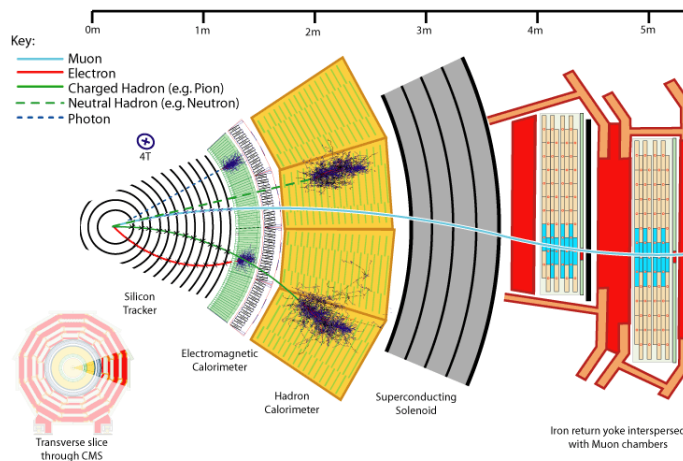 0m 1m 2m 3m 4m 5m
Key:
Muon
Electron
Charged Hadron (e.g. Pion)
Neutral Hadron (e.g. Neutron)
Photon
4T
Silicon
Tracker
Electromagnetic
Calorimeter
Hadron
Calorimeter
Superconducting
Solenoid
Iron return yoke interspersed
with Muon chambers
Transverse slice
through CMS